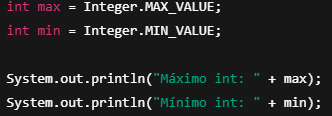 int max = Integer.MAX_VALUE;
int min = Integer.MIN_VALUE;
System.out.println("Máximo int: " + max);
System.out.println("Mínimo int: " + min);